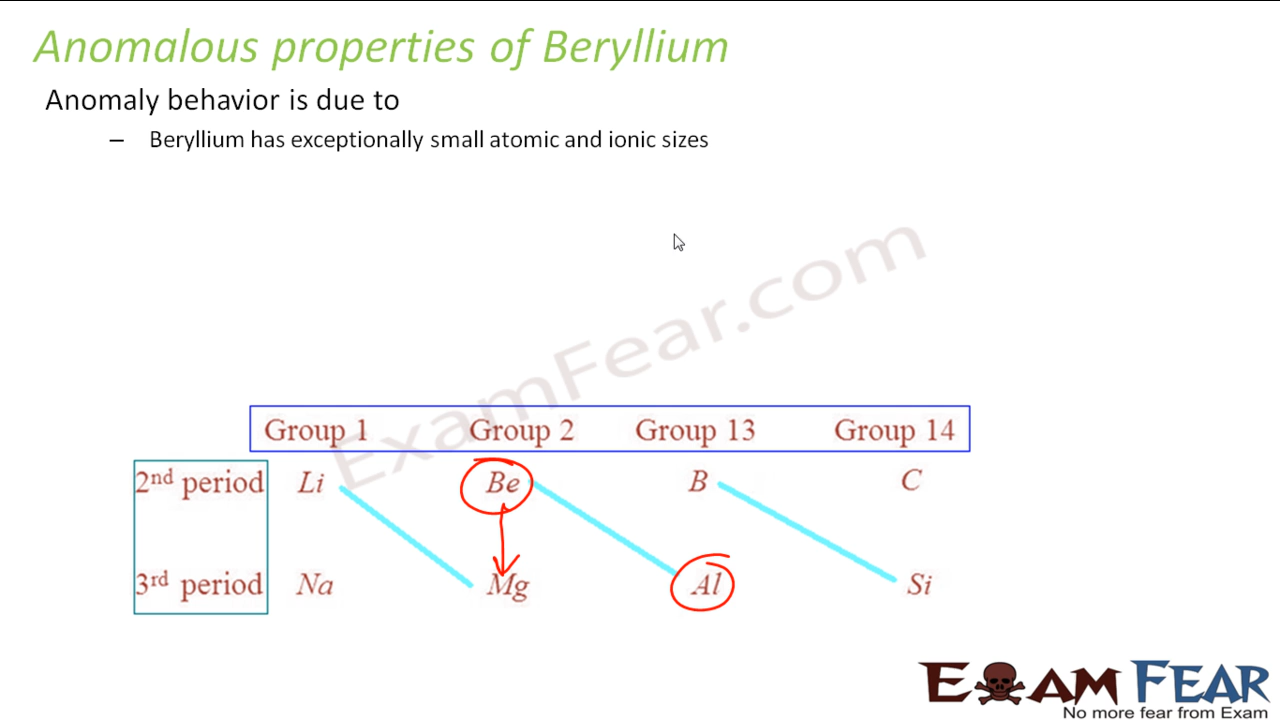 Anomalous properties of Beryllium
Anomaly behavior is due to
– Beryllium has exceptionally small atomic and ionic sizes
ExamFear.com
Group 1 Group 2 Group 13 Group 14
2nd period Li Be B C
3rd period Na Mg Al Si
EXAM FEAR
No more fear from Exam